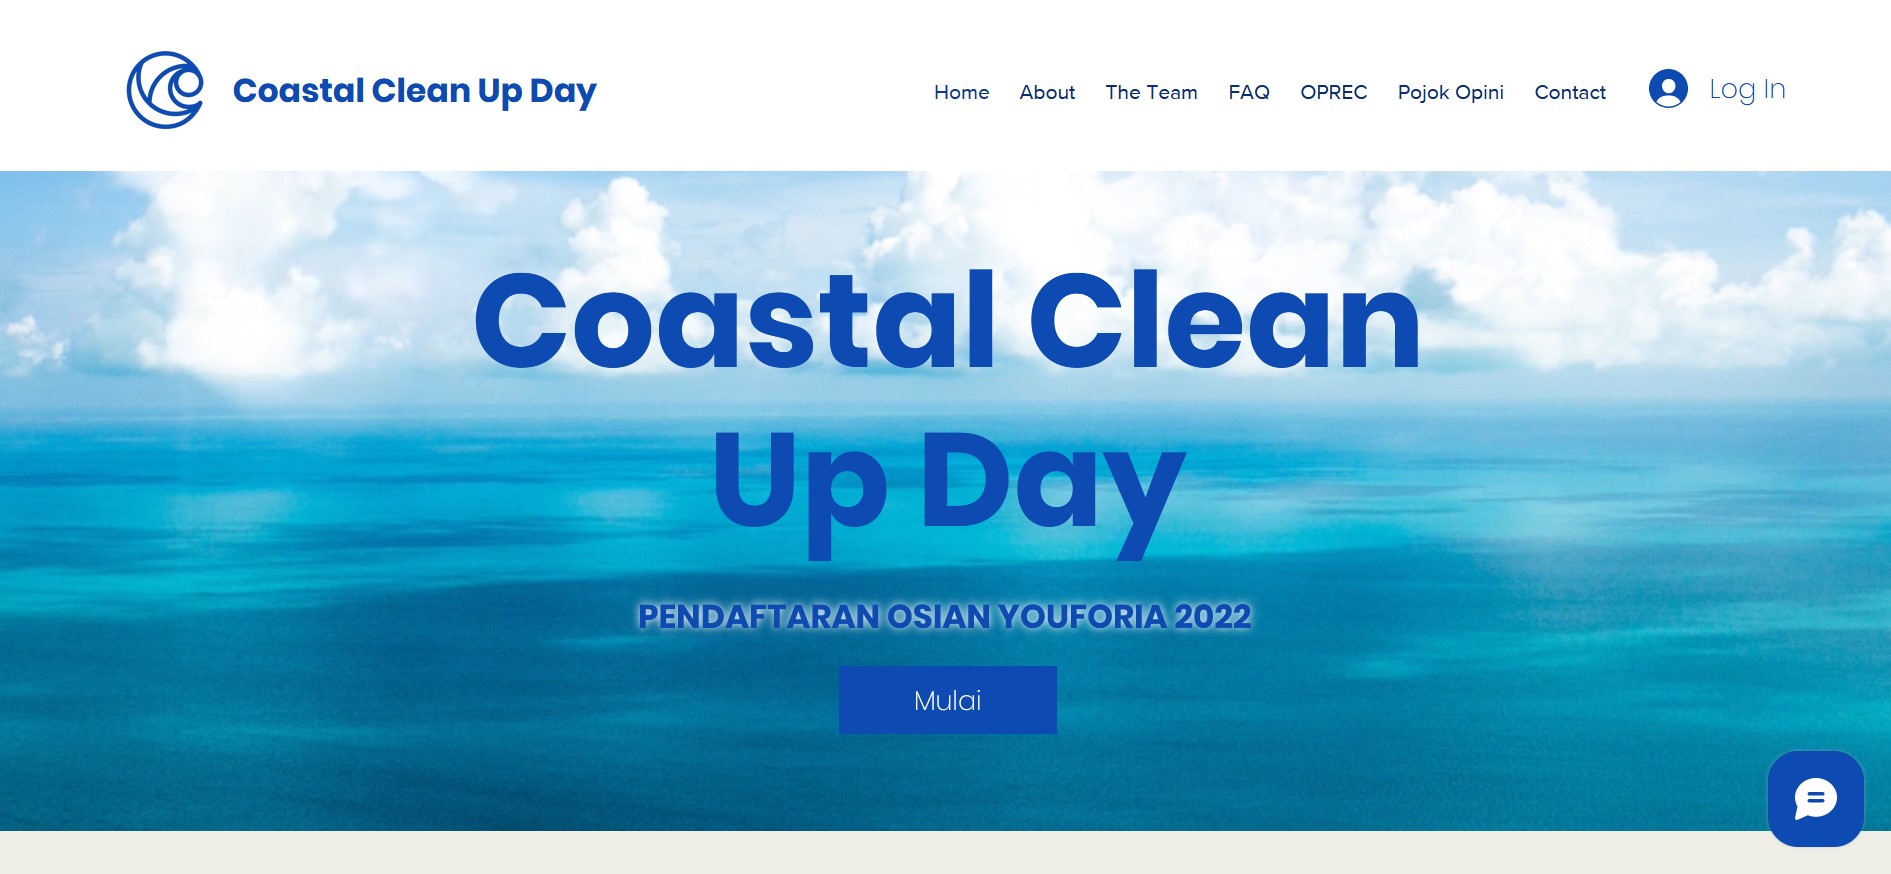 Coastal Clean Up Day
Home About The Team FAQ OPREC Pojok Opini Contact Log In
Coastal Clean
Up Day
PENDAFTARAN OSIAN YOUFORIA 2022
Mulai